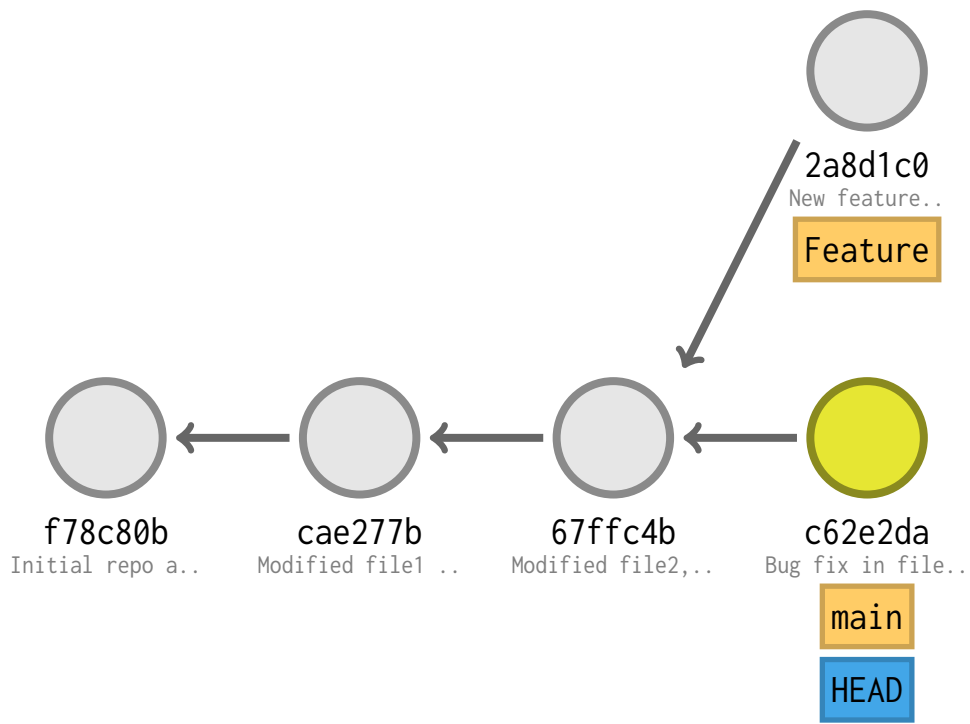 2a8d1c0
New feature..
Feature
f78c80b
Initial repo a..
cae277b
Modified file1 ..
67ffc4b
Modified file2,..
c62e2da
Bug fix in file..
main
HEAD